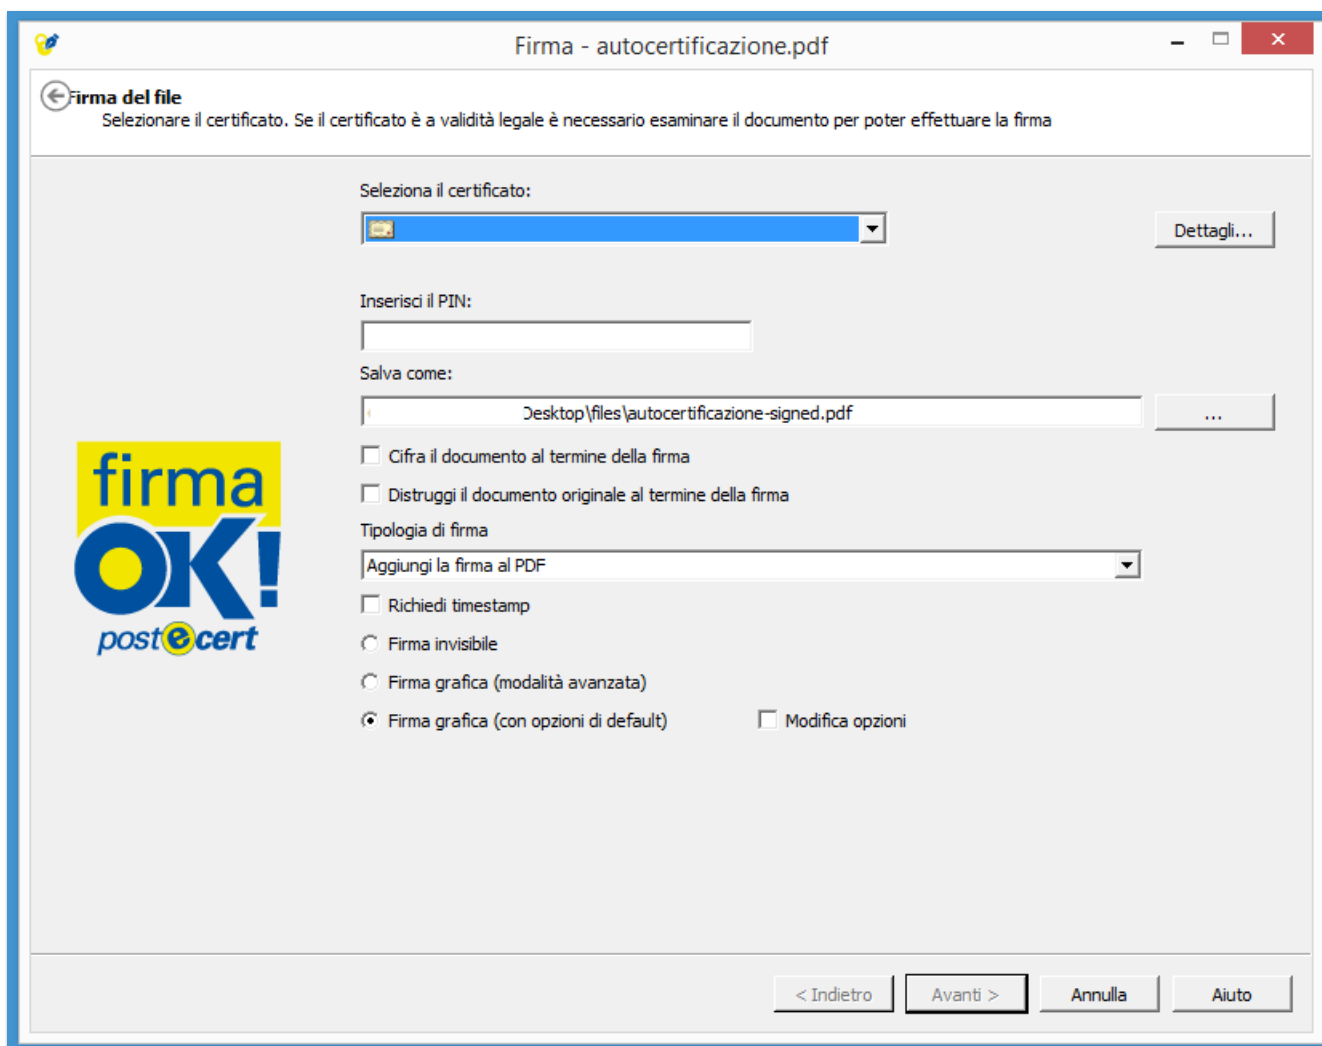 Firma - autocertificazione.pdf
Firma del file
Selezionare il certificato. Se il certificato è a validità legale è necessario esaminare il documento per poter effettuare la firma
Seleziona il certificato:
Dettagli...
Inserisci il PIN:
Salva come:
Desktop\files\autocertificazione-signed.pdf
...
Cifra il documento al termine della firma
Distruggi il documento originale al termine della firma
Tipologia di firma
Aggiungi la firma al PDF
Richiedi timestamp
Firma invisibile
Firma grafica (modalità avanzata)
Firma grafica (con opzioni di default)
Modifica opzioni
firma
OK!
postecert
< Indietro
Avanti >
Annulla
Aiuto